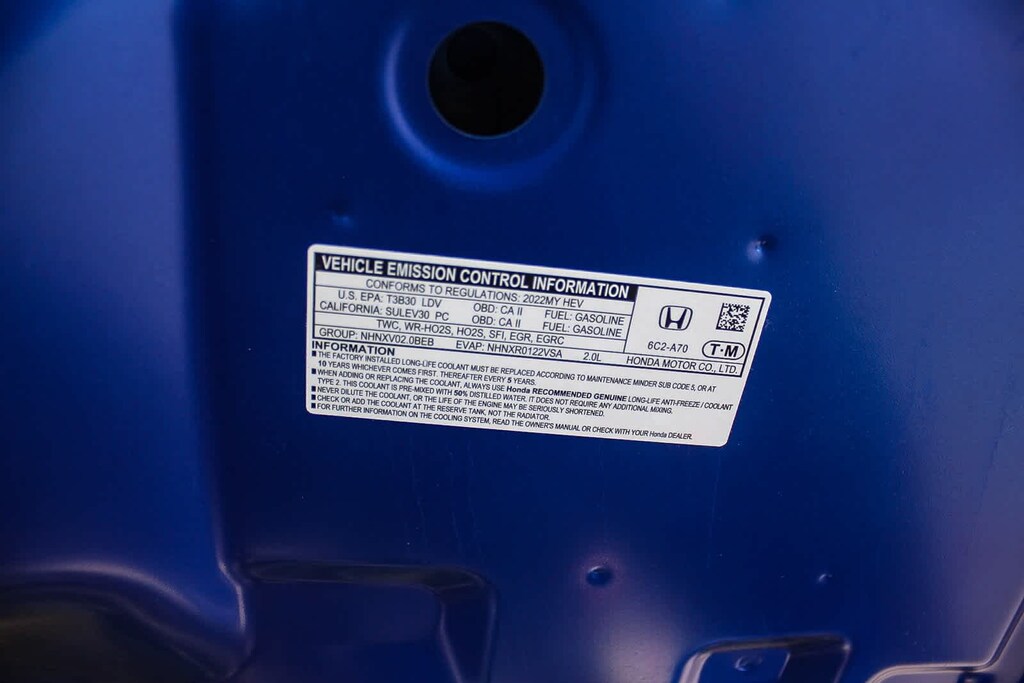 VEHICLE EMISSION CONTROL INFORMATION
CONFORMS TO REGULATIONS: 2022MY HEV
U.S. EPA: T3B30 LDV OBD: CA II FUEL: GASOLINE
CALIFORNIA: SULEV30 PC OBD: CA II FUEL: GASOLINE
TWC, WR-HO2S, HO2S, SFI, EGR, EGRC
GROUP: NHNXV02.0BEB EVAP: NHNXR0122VSA 2.0L
6C2-A70 T·M
HONDA MOTOR CO., LTD.
INFORMATION
■ THE FACTORY INSTALLED LONG-LIFE COOLANT MUST BE REPLACED ACCORDING TO MAINTENANCE MINDER SUB CODE 5, OR AT
10 YEARS WHICHEVER COMES FIRST. THEREAFTER EVERY 5 YEARS.
■ WHEN ADDING OR REPLACING THE COOLANT, ALWAYS USE Honda RECOMMENDED GENUINE LONG-LIFE ANTI-FREEZE / COOLANT
TYPE 2. THIS COOLANT IS PRE-MIXED WITH 50% DISTILLED WATER. IT DOES NOT REQUIRE ANY ADDITIONAL MIXING.
■ NEVER DILUTE THE COOLANT, OR THE LIFE OF THE ENGINE MAY BE SERIOUSLY SHORTENED.
■ CHECK OR ADD THE COOLANT AT THE RESERVE TANK, NOT THE RADIATOR.
■ FOR FURTHER INFORMATION ON THE COOLING SYSTEM, READ THE OWNER'S MANUAL OR CHECK WITH YOUR Honda DEALER.